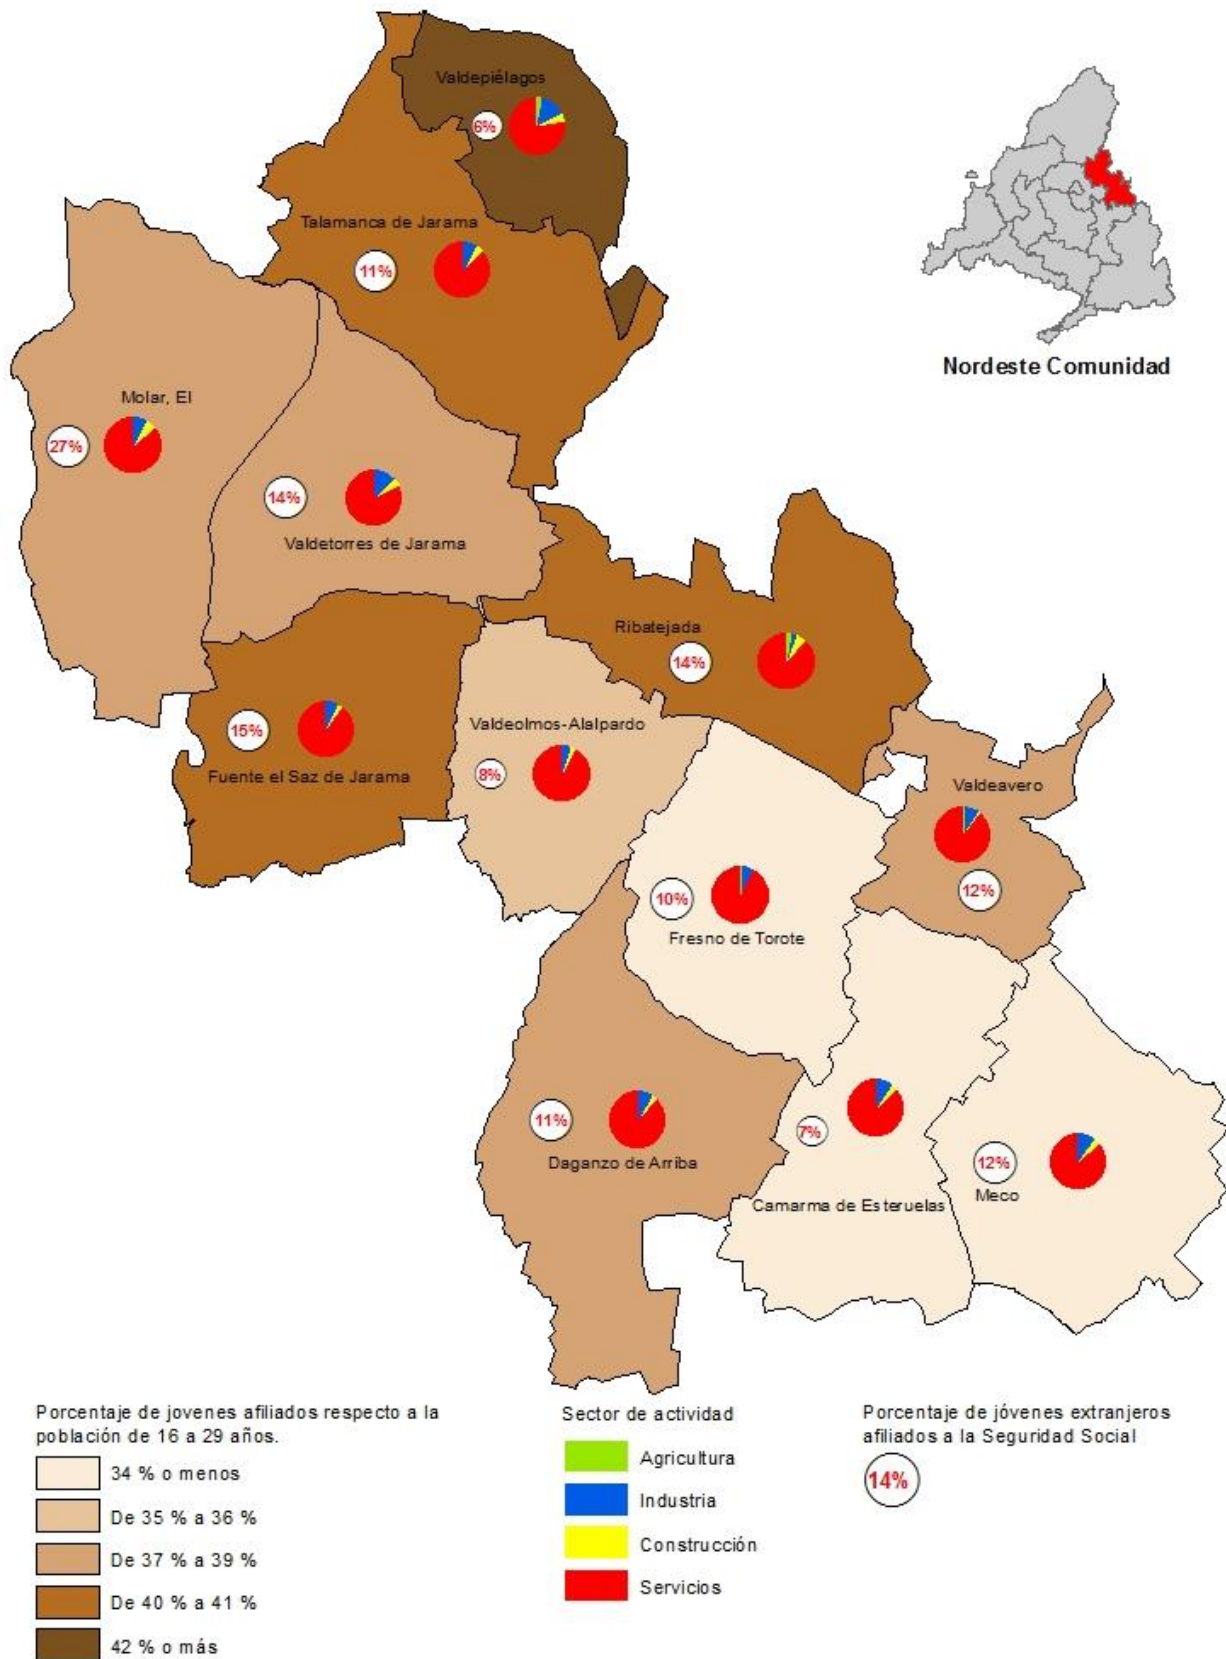 Valdepiélagos
6%
Talamanca de Jarama
11%
Nordeste Comunidad
Molar, El
27%
14%
Valdetorres de Jarama
Ribatejada
14%
15%
Fuente el Saz de Jarama
Valdeolmos-Alalpardo
8%
Valdeavero
12%
10%
Fresno de Torote
11%
Daganzo de Arriba
7%
Camarma de Esteruelas
12%
Meco
Porcentaje de jovenes afiliados respecto a la
población de 16 a 29 años.
34 % o menos
De 35 % a 36 %
De 37 % a 39 %
De 40 % a 41 %
42 % o más
Sector de actividad
Agricultura
Industria
Construcción
Servicios
Porcentaje de jóvenes extranjeros
afiliados a la Seguridad Social
14%